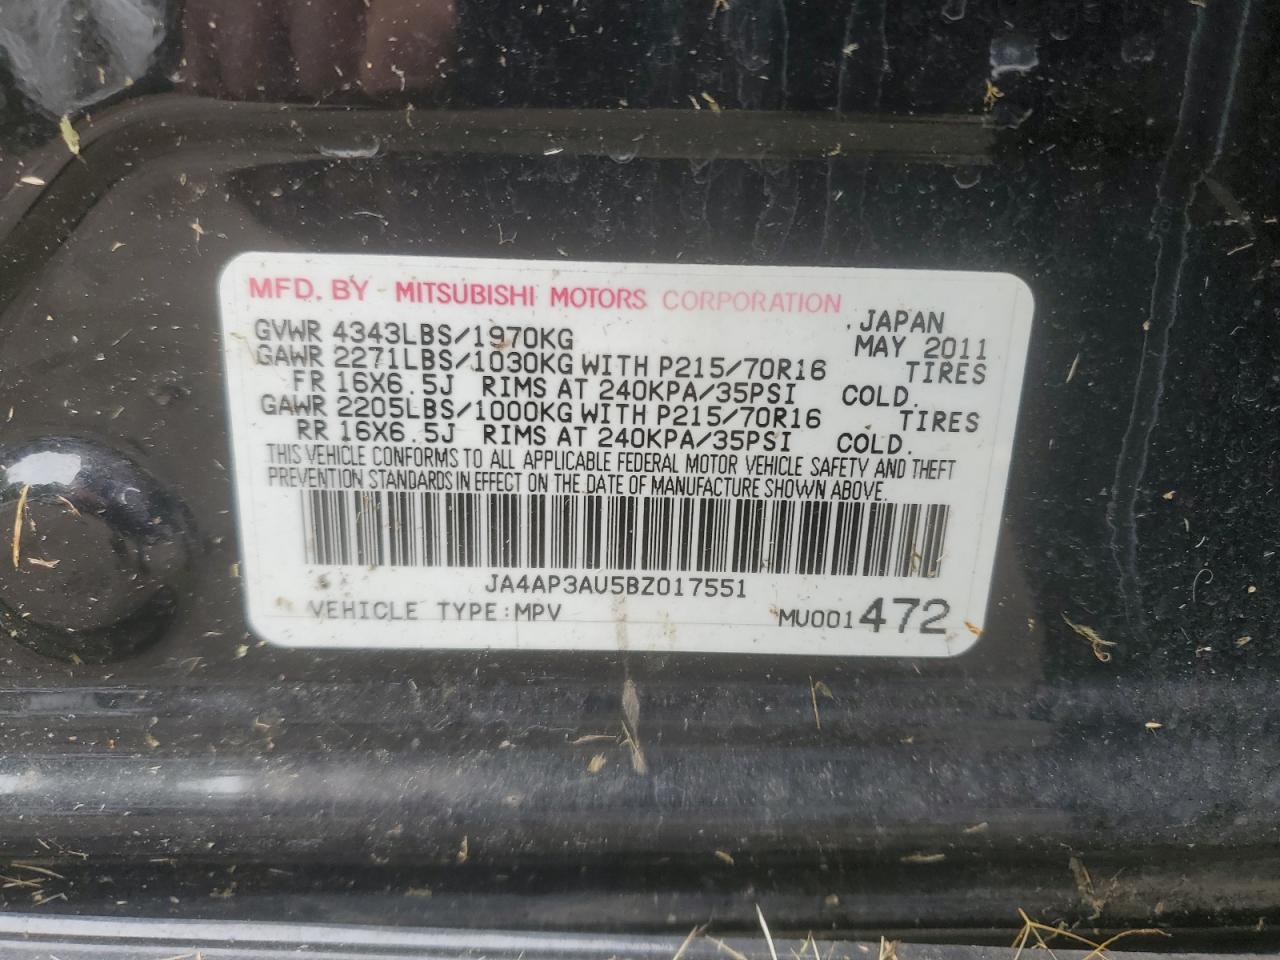 MFD. BY MITSUBISHI MOTORS CORPORATION
JAPAN
GVWR 4343LBS/1970KG MAY 2011
GAWR 2271LBS/1030KG WITH P215/70R16 TIRES
FR 16X6.5J RIMS AT 240KPA/35PSI COLD.
GAWR 2205LBS/1000KG WITH P215/70R16 TIRES
RR 16X6.5J RIMS AT 240KPA/35PSI COLD.
THIS VEHICLE CONFORMS TO ALL APPLICABLE FEDERAL MOTOR VEHICLE SAFETY AND THEFT
PREVENTION STANDARDS IN EFFECT ON THE DATE OF MANUFACTURE SHOWN ABOVE.
JA4AP3AU5BZ017551
VEHICLE TYPE:MPV MU001472